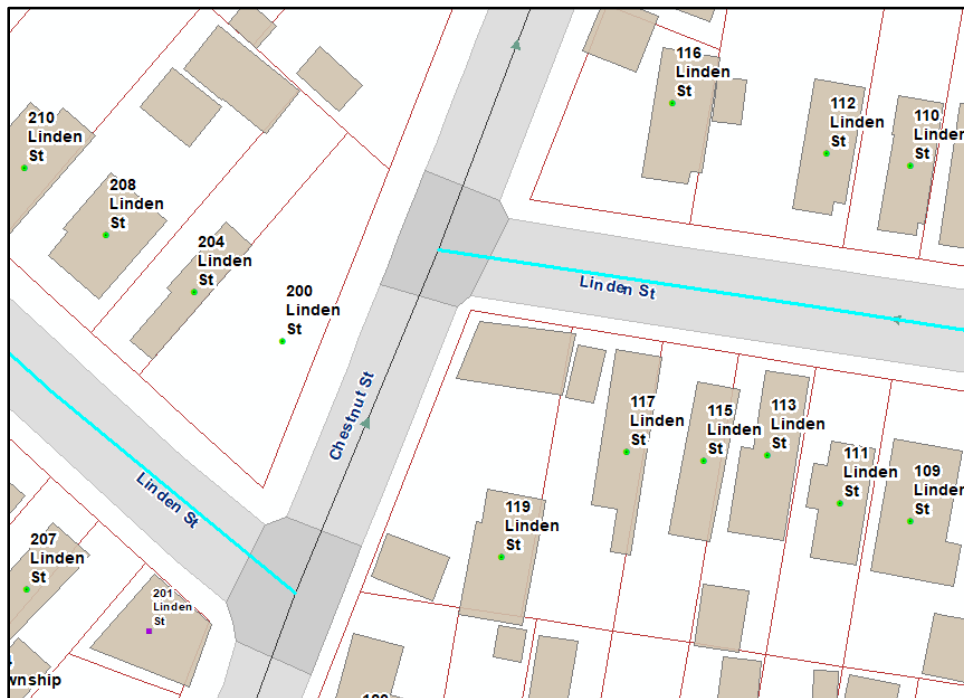 116
Linden
St
112
Linden
St
110
Linden
St
210
Linden
St
208
Linden
St
204
Linden
St
200
Linden
St
Linden St
Chestnut St
117
Linden
St
115
Linden
St
113
Linden
St
111
Linden
St
109
Linden
St
Linden St
119
Linden
St
207
Linden
St
201
Linden
St
wnship